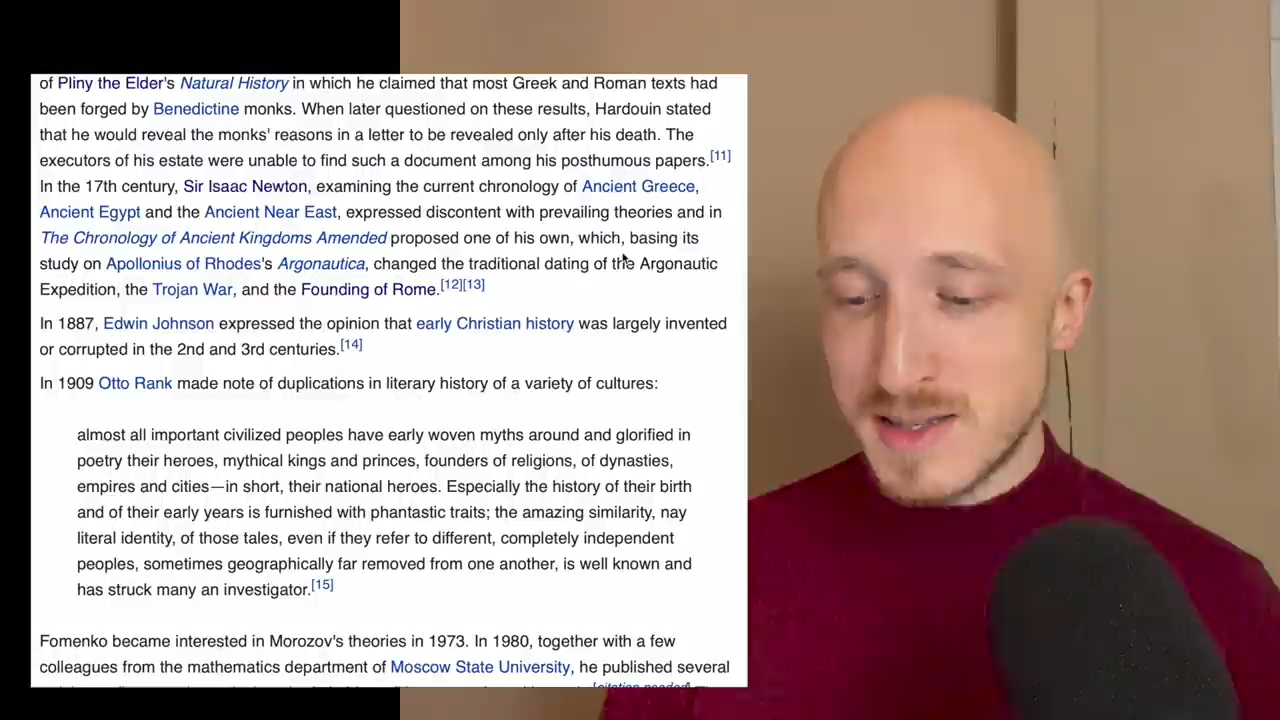 of Pliny the Elder's Natural History in which he claimed that most Greek and Roman texts had
been forged by Benedictine monks. When later questioned on these results, Hardouin stated
that he would reveal the monks' reasons in a letter to be revealed only after his death. The
executors of his estate were unable to find such a document among his posthumous papers.[11]
In the 17th century, Sir Isaac Newton, examining the current chronology of Ancient Greece,
Ancient Egypt and the Ancient Near East, expressed discontent with prevailing theories and in
The Chronology of Ancient Kingdoms Amended proposed one of his own, which, basing its
study on Apollonius of Rhodes's Argonautica, changed the traditional dating of the Argonautic
Expedition, the Trojan War, and the Founding of Rome.[12][13]
In 1887, Edwin Johnson expressed the opinion that early Christian history was largely invented
or corrupted in the 2nd and 3rd centuries.[14]
In 1909 Otto Rank made note of duplications in literary history of a variety of cultures:
almost all important civilized peoples have early woven myths around and glorified in
poetry their heroes, mythical kings and princes, founders of religions, of dynasties,
empires and cities—in short, their national heroes. Especially the history of their birth
and of their early years is furnished with phantastic traits; the amazing similarity, nay
literal identity, of those tales, even if they refer to different, completely independent
peoples, sometimes geographically far removed from one another, is well known and
has struck many an investigator.[15]
Fomenko became interested in Morozov's theories in 1973. In 1980, together with a few
colleagues from the mathematics department of Moscow State University, he published several
[citation needed]